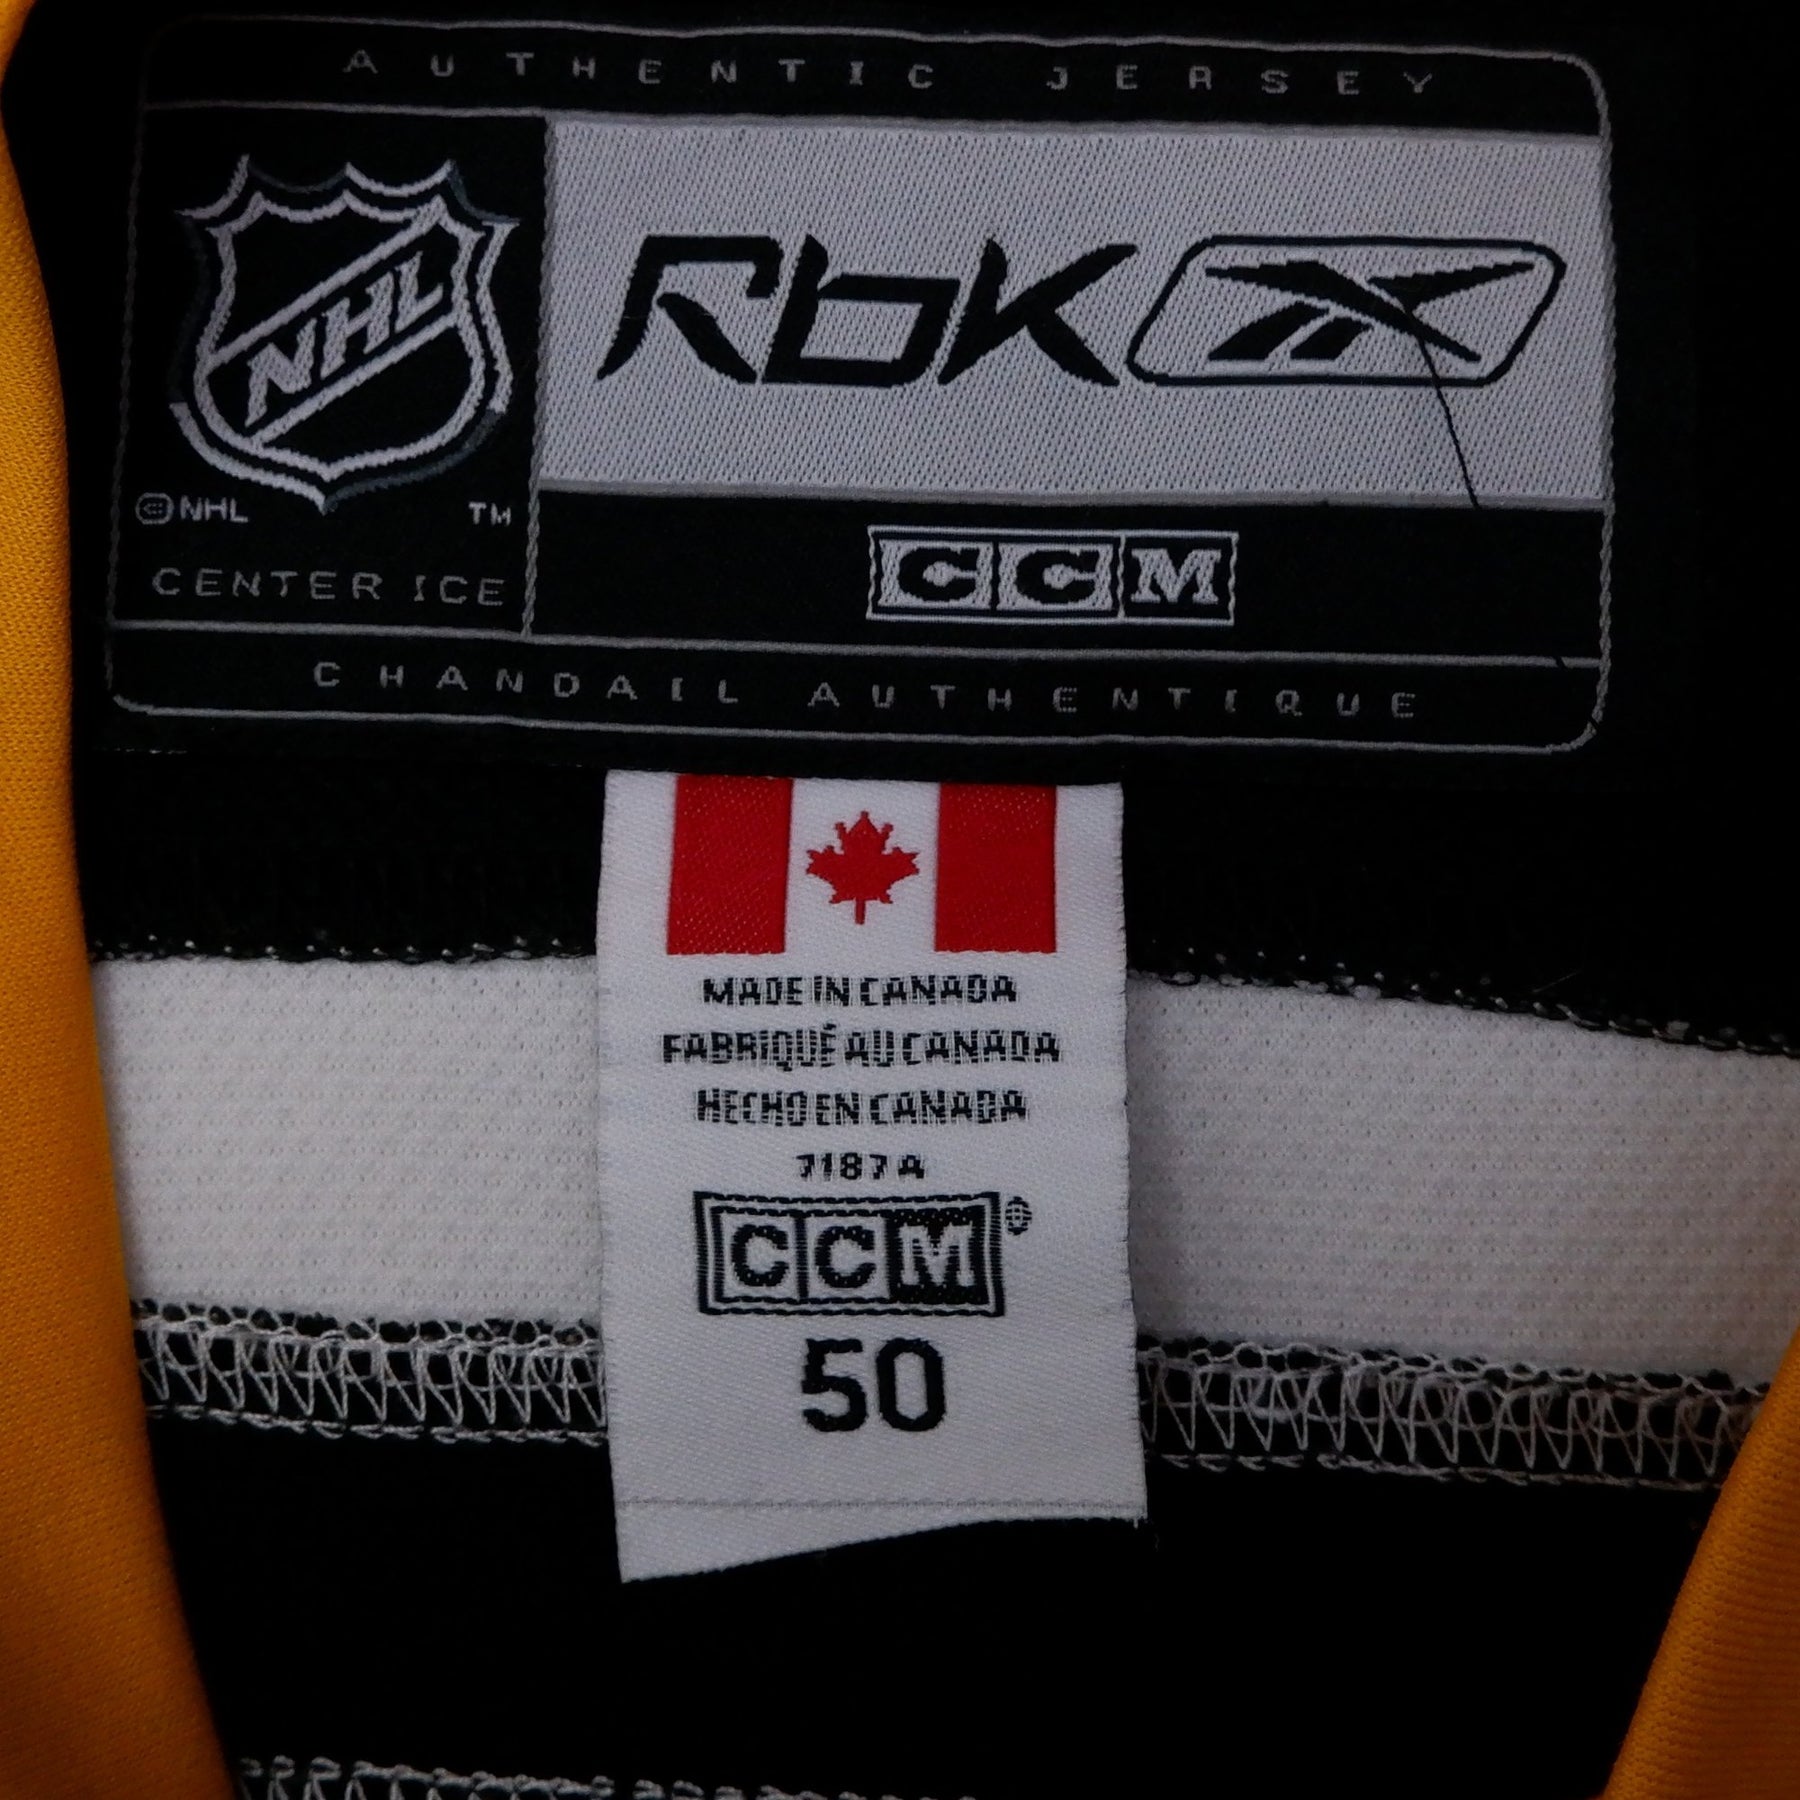 AUTHENTIC JERSEY
NHL
©NHL TM
CENTER ICE
Rbk
CCM
CHANDAIL AUTHENTIQUE
MADE IN CANADA
FABRIQUÉ AU CANADA
HECHO EN CANADA
7187A
CCM®
50